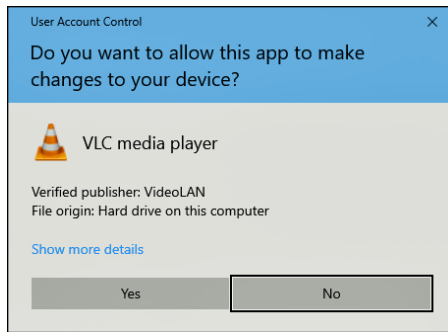 User Account Control
Do you want to allow this app to make
changes to your device?
VLC media player
Verified publisher: VideoLAN
File origin: Hard drive on this computer
Show more details
Yes
No